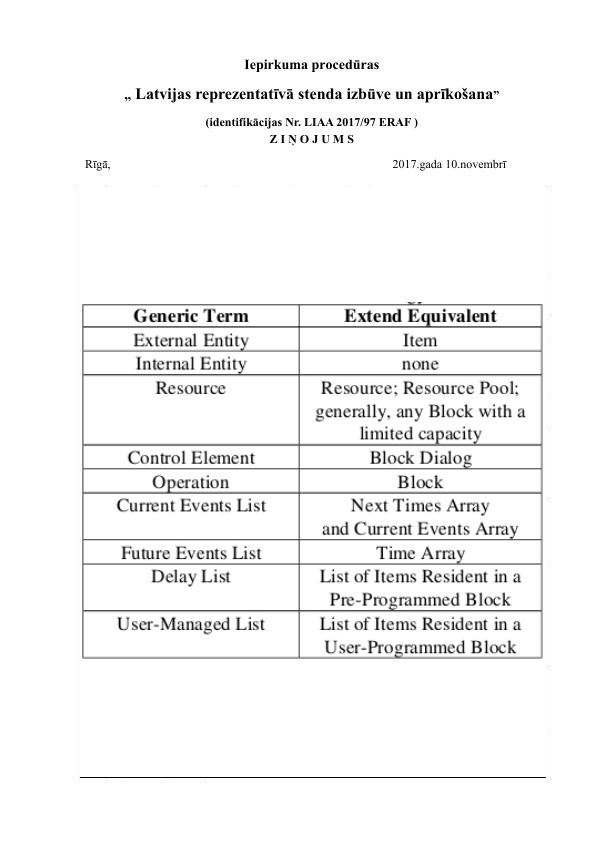 Iepirkuma procedūras
„ Latvijas reprezentatīvā stenda izbūve un aprīkošana”
(identifikācijas Nr. LIAA 2017/97 ERAF )
Z I Ņ O J U M S
Rīgā, 2017.gada 10.novembrī
Generic Term Extend Equivalent
External Entity Item
Internal Entity none
Resource Resource; Resource Pool;
generally, any Block with a
limited capacity
Control Element Block Dialog
Operation Block
Current Events List Next Times Array
and Current Events Array
Future Events List Time Array
Delay List List of Items Resident in a
Pre-Programmed Block
User-Managed List List of Items Resident in a
User-Programmed Block